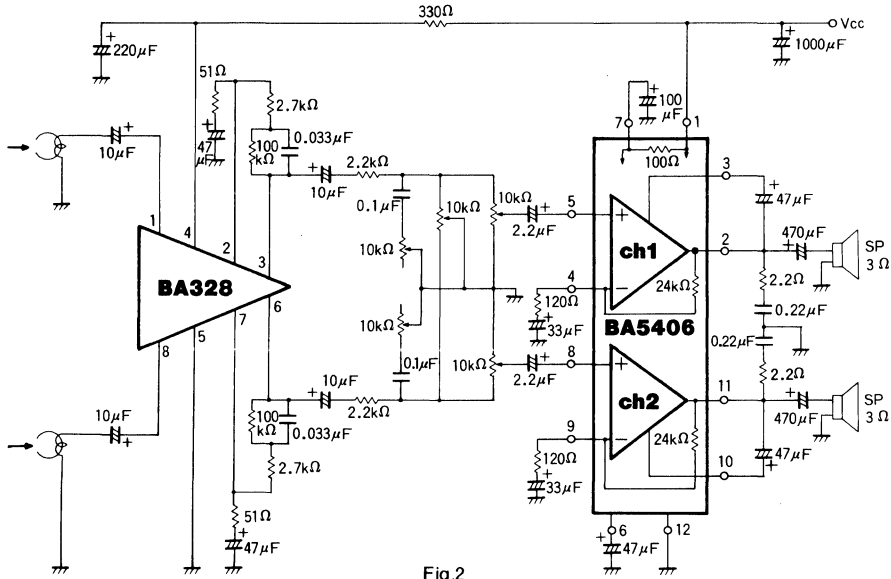 330Ω
Vcc
+
220μF
+
1000μF
51Ω
2.7kΩ
+
100
μF
7
1
+
10μF
+
47
μF
100
kΩ
0.033μF
+
10μF
2.2kΩ
100Ω
3
+
47μF
1
4
2
3
0.1μF
10kΩ
10kΩ
+
2.2μF
5
+
ch1
2
+
470μF
SP
3Ω
10kΩ
4
−
24kΩ
2.2Ω
BA328
6
120Ω
+
33μF
BA5406
0.22μF
0.22μF
10kΩ
8
5
7
0.1μF
10kΩ
+
2.2μF
8
+
ch2
11
2.2Ω
+
470μF
SP
3Ω
10μF
+
100
kΩ
0.033μF
+
10μF
2.2kΩ
9
−
24kΩ
+
47μF
10
2.7kΩ
120Ω
+
33μF
51Ω
+
47μF
6
12
+
47μF
Fig.2